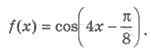 f(x) = cos(4x − π/8),